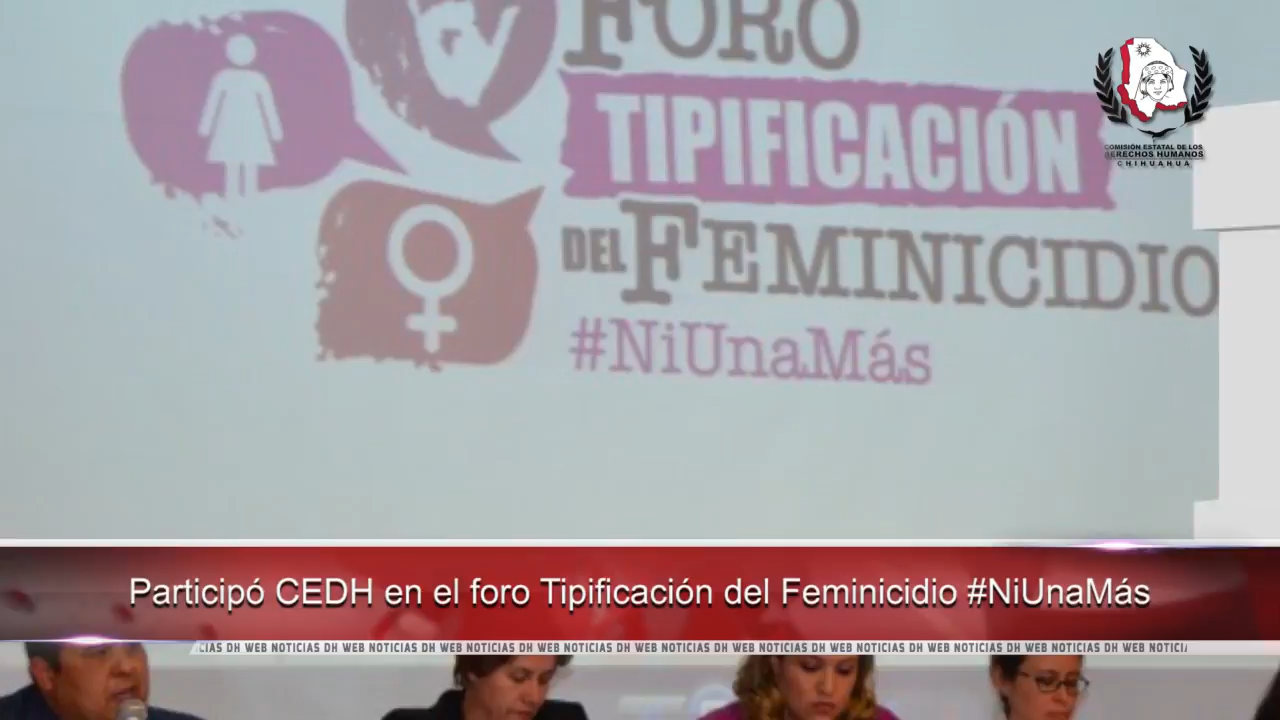 FORO
TIPIFICACIÓN
DEL FEMINICIDIO
#NiUnaMás
COMISIÓN ESTATAL DE LOS
DERECHOS HUMANOS
CHIHUAHUA
Participó CEDH en el foro Tipificación del Feminicidio #NiUnaMás
CIAS DH WEB NOTICIAS DH WEB NOTICIAS DH WEB NOTICIAS DH WEB NOTICIAS DH WEB NOTICIAS DH WEB NOTICIAS DH WEB NOTICIAS DH WEB NOTICIAS DH WEB NOTICIAS DH WEB NOTICI